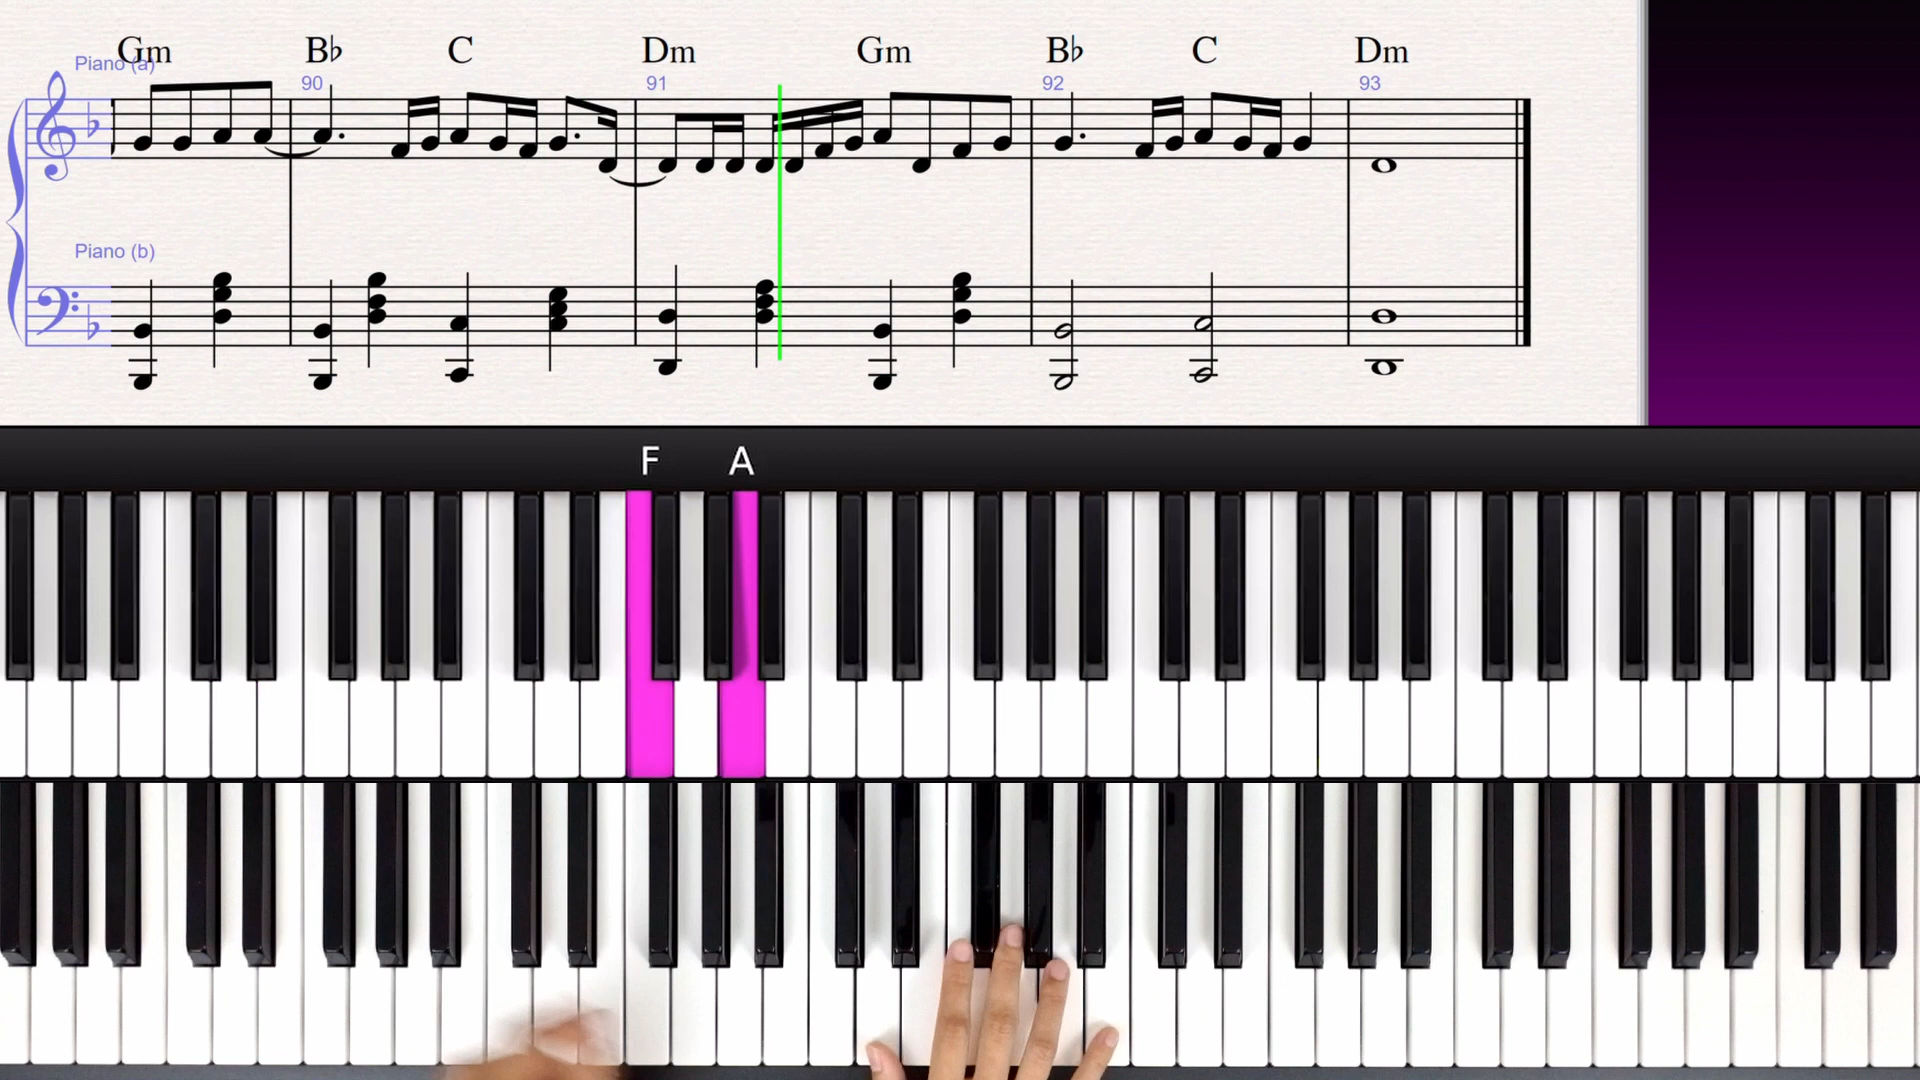 Gm B♭ C Dm Gm B♭ C Dm
Piano (a)
90 91 92 93
Piano (b)
F A